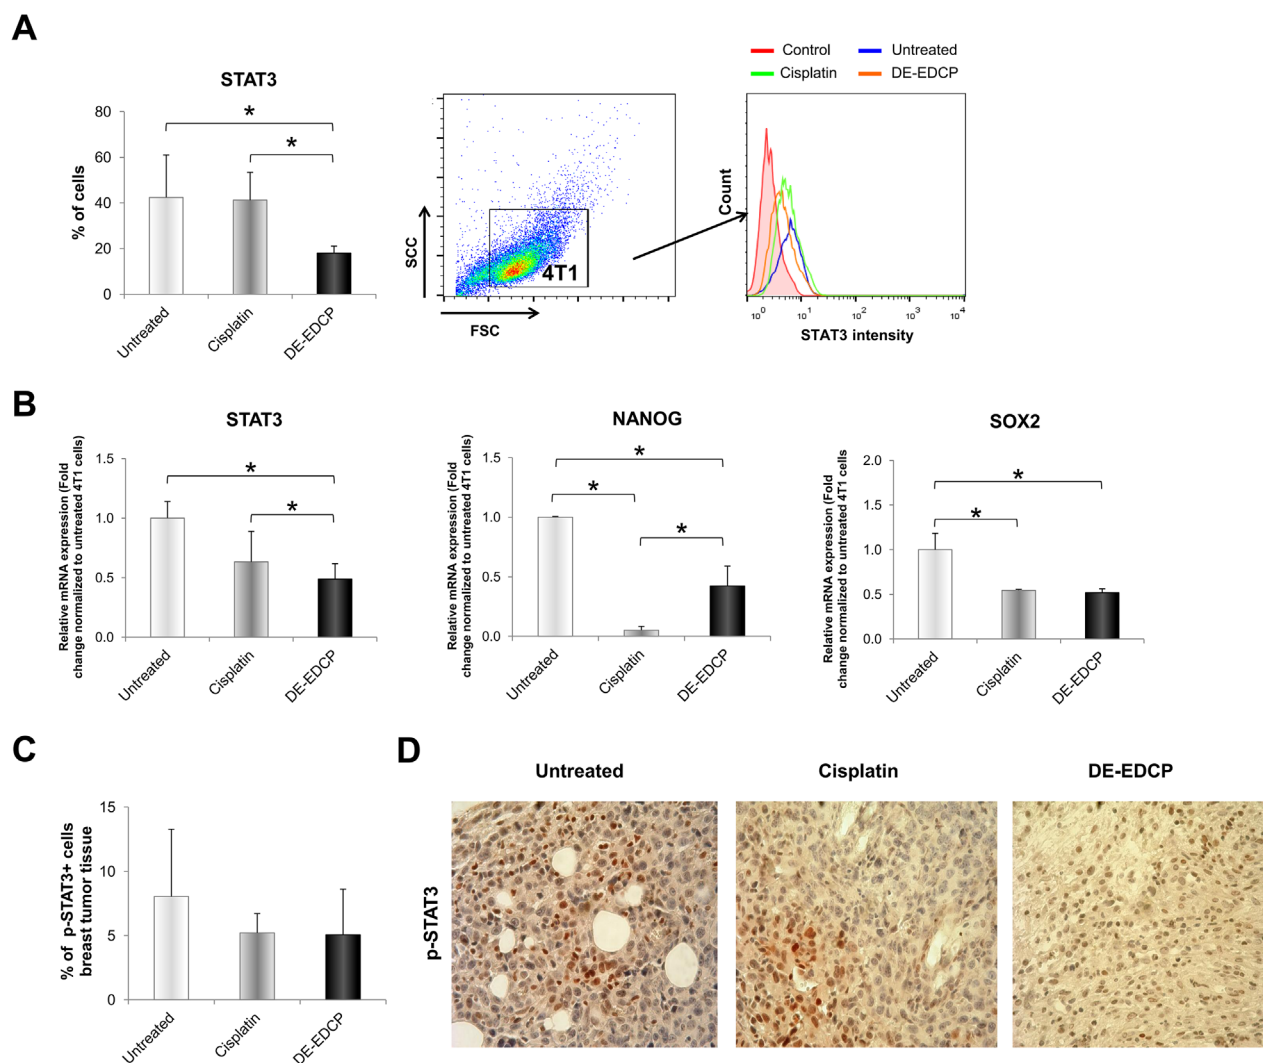 A
STAT3
% of cells
80
60
40
20
0
Untreated
Cisplatin
DE-EDCP
SCC
FSC
4T1
Control
Untreated
Cisplatin
DE-EDCP
Count
10⁰
10¹
10²
10³
10⁴
STAT3 intensity
B
STAT3
Relative mRNA expression (Fold
change normalized to untreated 4T1 cells)
1.5
1.0
0.5
0.0
*
*
Untreated
Cisplatin
DE-EDCP
NANOG
Relative mRNA expression (Fold
change normalized to untreated 4T1 cells)
1.5
1.0
0.5
0.0
*
*
*
Untreated
Cisplatin
DE-EDCP
SOX2
Relative mRNA expression (Fold
change normalized to untreated 4T1 cells
2.0
1.5
1.0
0.5
0.0
*
*
Untreated
Cisplatin
DE-EDCP
C
% of p-STAT3+ cells
breast tumor tissue
15
10
5
0
Untreated
Cisplatin
DE-EDCP
D
Untreated
Cisplatin
DE-EDCP
p-STAT3